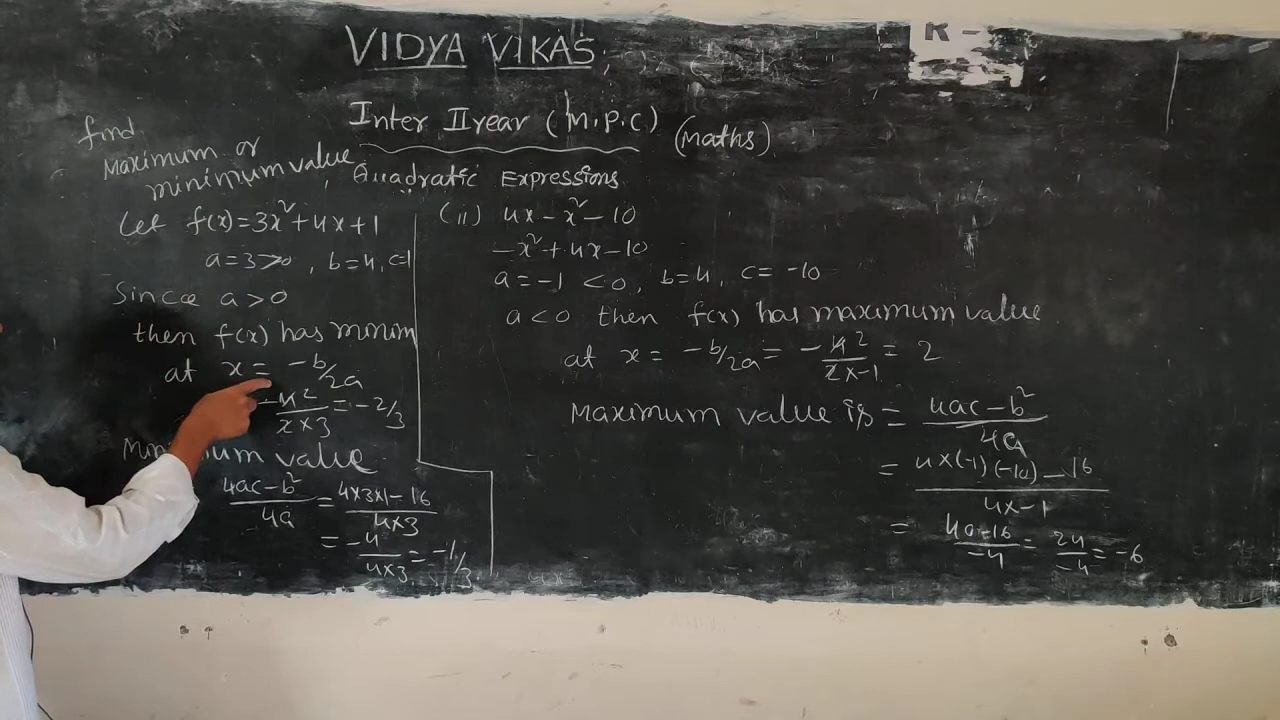 R-
VIDYA VIKAS
Inter II year (M.P.C) (Maths)
Quadratic Expressions
find
Maximum or
minimum value
Let f(x)=3x²+4x+1
a=3>0, b=4, c=1
Since a>0
then f(x) has minim
at x= -b/2a
-4²/2×3 = -2/3
um value
4ac-b²/4a = 4×3×1-16/4×3
= -4/4×3 = -1/3
(ii) 4x-x²-10
-x²+4x-10
a=-1 <0, b=4, c= -10
a<0 then f(x) has maximum value
at x = -b/2a = -4²/2×-1 = 2
Maximum value is = 4ac-b²/4a
= 4×(-1)(-10)-16/4×-1
= 40-16/-4 = 24/-4 = -6